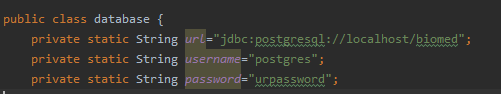 public class database {
    private static String url="jdbc:postgresql://localhost/biomed";
    private static String username="postgres";
    private static String password="urpassword";